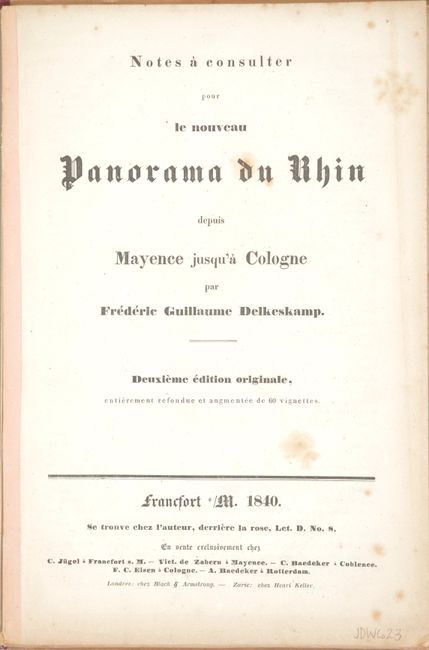 Notes à consulter
pour
le nouveau
Panorama du Rhin
depuis
Mayence jusqu'à Cologne
par
Frédéric Guillaume Delkeskamp.
Deuxième édition originale,
entièrement refondue et augmentée de 60 vignettes.
Francfort s/M. 1840.
Se trouve chez l'auteur, derrière la rose, Let. D. No. 8.
En vente exclusivement chez
C. Jügel à Francfort s. M. — Vict. de Zabern à Mayence. — C. Baedeker à Coblence.
F. C. Eisen à Cologne. — A. Baedeker à Rotterdam.
Londres: chez Black & Armstrong. — Zuric: chez Henri Keller.
JDWG23